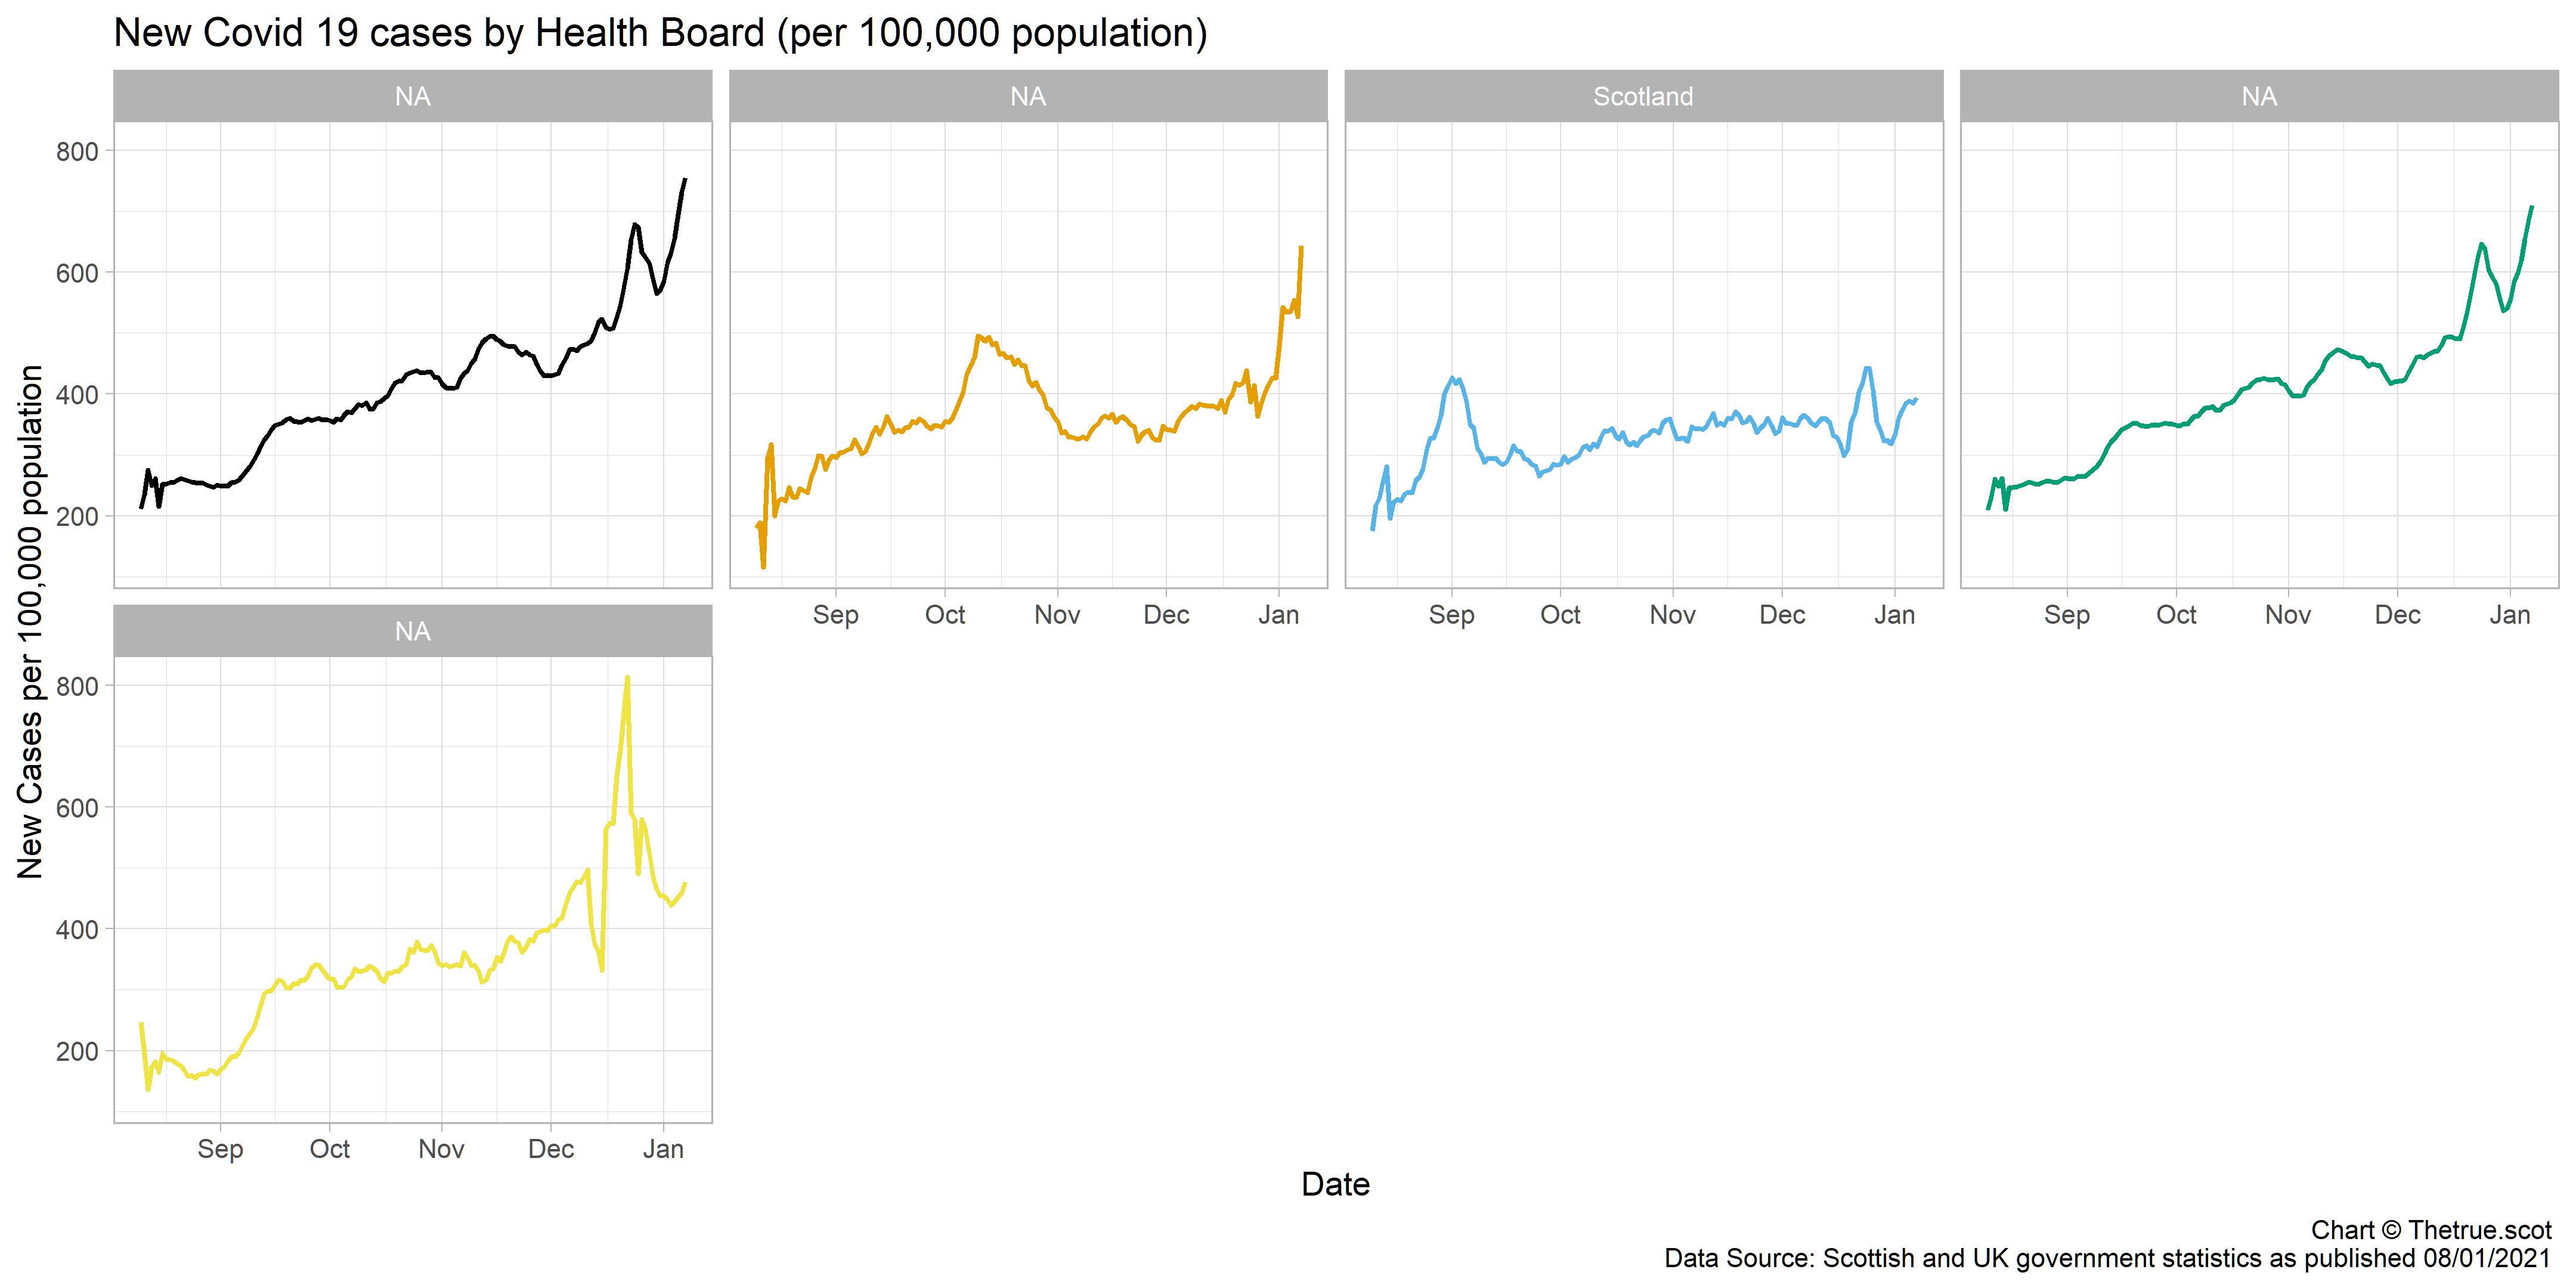 New Covid 19 cases by Health Board (per 100,000 population)
NA
NA
Scotland
NA
800
600
400
200
Sep
Oct
Nov
Dec
Jan
Sep
Oct
Nov
Dec
Jan
Sep
Oct
Nov
Dec
Jan
NA
800
600
400
200
Sep
Oct
Nov
Dec
Jan
New Cases per 100,000 population
Date
Chart © Thetrue.scot
Data Source: Scottish and UK government statistics as published 08/01/2021